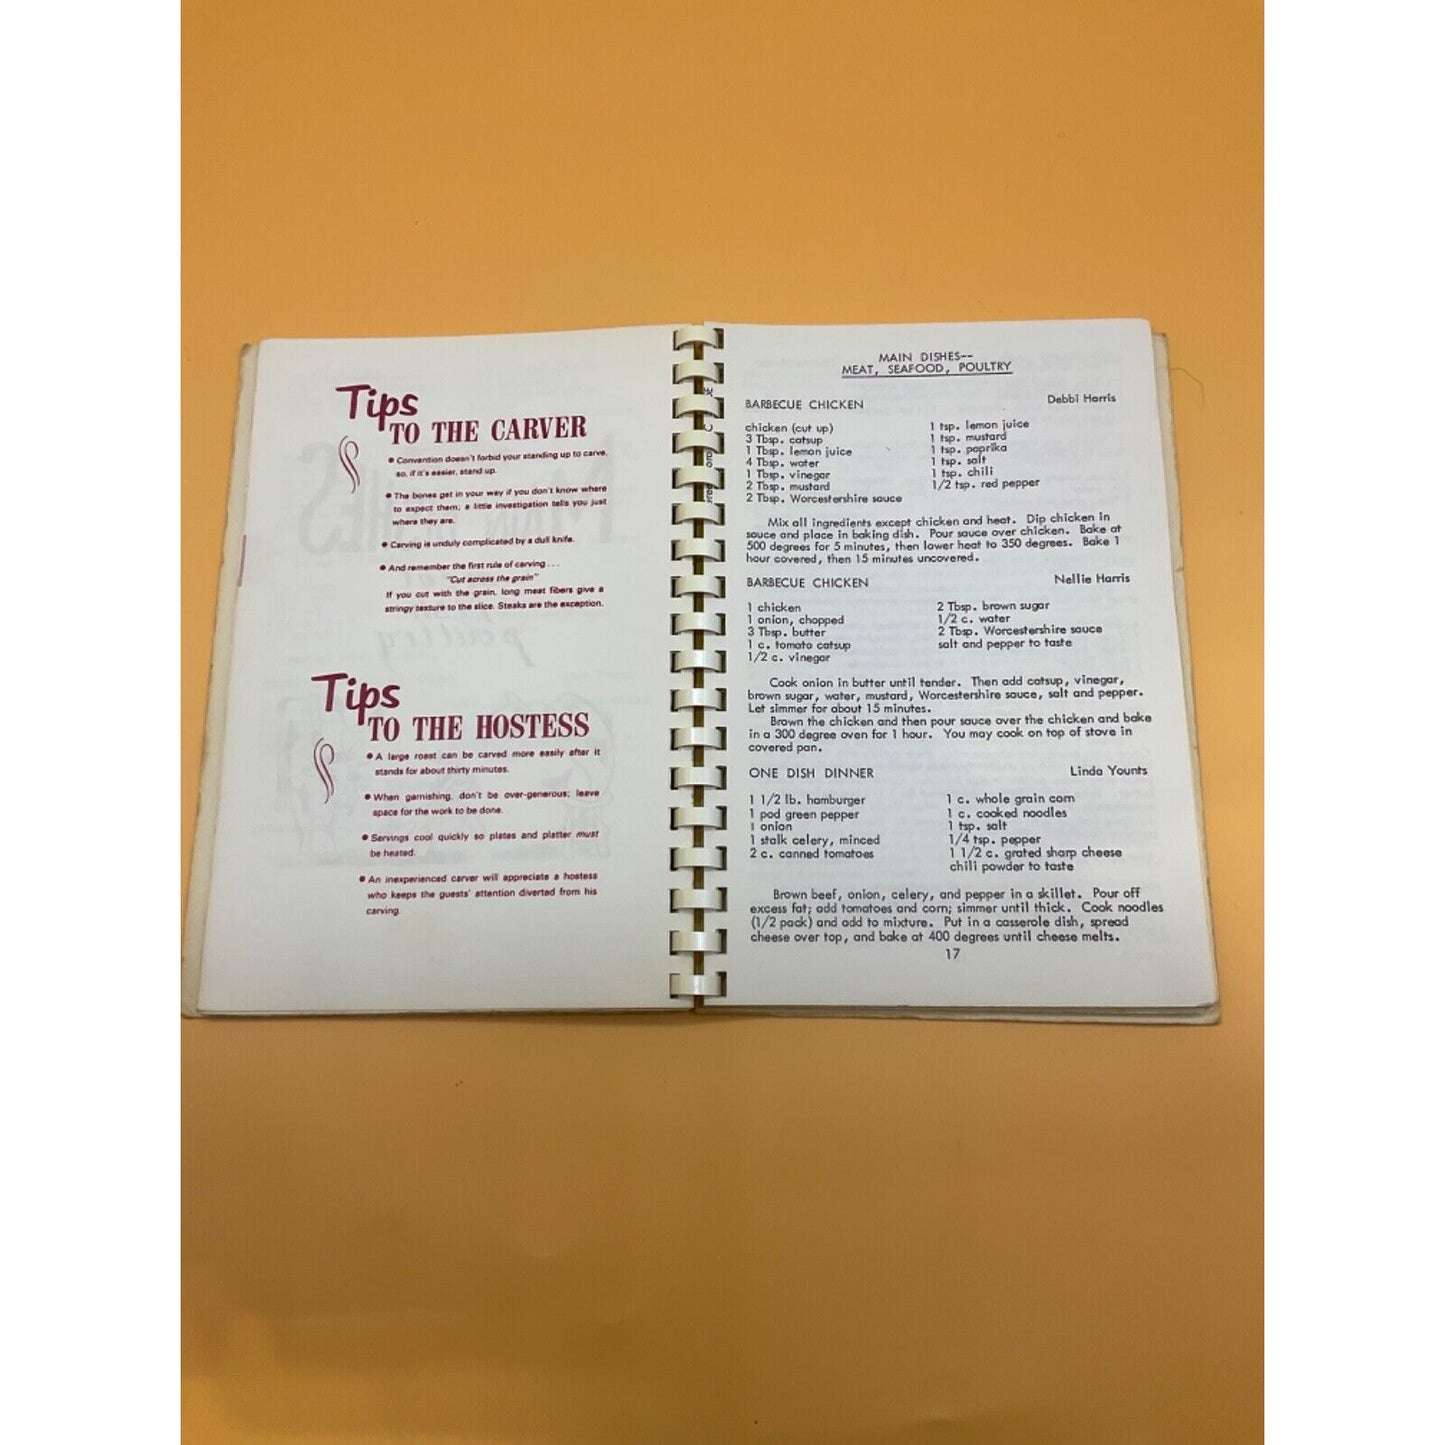 Tips
TO THE CARVER
• Convention doesn't forbid your standing up to carve,
so, if it's easier, stand up.
• The bones get in your way if you don't know where
to expect them; a little investigation tells you just
where they are.
• Carving is unduly complicated by a dull knife.
• And remember the first rule of carving . . .
"Cut across the grain"
If you cut with the grain, long meat fibers give a
stringy texture to the slice. Steaks are the exception.
Tips
TO THE HOSTESS
• A large roast can be carved more easily after it
stands for about thirty minutes.
• When garnishing, don't be over-generous; leave
space for the work to be done.
• Servings cool quickly so plates and platter must
be heated.
• An inexperienced carver will appreciate a hostess
who keeps the guests' attention diverted from his
carving.
MAIN DISHES--
MEAT, SEAFOOD, POULTRY
BARBECUE CHICKEN Debbi Harris
chicken (cut up) 1 tsp. lemon juice
3 Tbsp. catsup 1 tsp. mustard
1 Tbsp. lemon juice 1 tsp. paprika
4 Tbsp. water 1 tsp. salt
1 Tbsp. vinegar 1 tsp. chili
2 Tbsp. mustard 1/2 tsp. red pepper
2 Tbsp. Worcestershire sauce
Mix all ingredients except chicken and heat. Dip chicken in
sauce and place in baking dish. Pour sauce over chicken. Bake at
500 degrees for 5 minutes, then lower heat to 350 degrees. Bake 1
hour covered, then 15 minutes uncovered.
BARBECUE CHICKEN Nellie Harris
1 chicken 2 Tbsp. brown sugar
1 onion, chopped 1/2 c. water
3 Tbsp. butter 2 Tbsp. Worcestershire sauce
1 c. tomato catsup salt and pepper to taste
1/2 c. vinegar
Cook onion in butter until tender. Then add catsup, vinegar,
brown sugar, water, mustard, Worcestershire sauce, salt and pepper.
Let simmer for about 15 minutes.
Brown the chicken and then pour sauce over the chicken and bake
in a 300 degree oven for 1 hour. You may cook on top of stove in
covered pan.
ONE DISH DINNER Linda Younts
1 1/2 lb. hamburger 1 c. whole grain corn
1 pod green pepper 1 c. cooked noodles
1 onion 1 tsp. salt
1 stalk celery, minced 1/4 tsp. pepper
2 c. canned tomatoes 1 1/2 c. grated sharp cheese
chili powder to taste
Brown beef, onion, celery, and pepper in a skillet. Pour off
excess fat; add tomatoes and corn; simmer until thick. Cook noodles
(1/2 pack) and add to mixture. Put in a casserole dish, spread
cheese over top, and bake at 400 degrees until cheese melts.
17